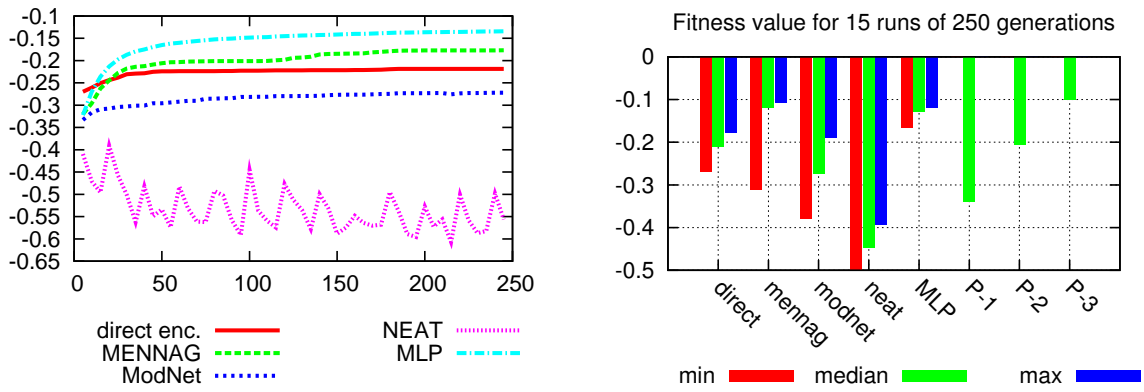 -0.1
-0.15
-0.2
-0.25
-0.3
-0.35
-0.4
-0.45
-0.5
-0.55
-0.6
-0.65
0 50 100 150 200 250
direct enc.
MENNAG
ModNet
NEAT
MLP
Fitness value for 15 runs of 250 generations
0
-0.1
-0.2
-0.3
-0.4
-0.5
direct
mennag
modnet
neat
MLP
P-1
P-2
P-3
min median max